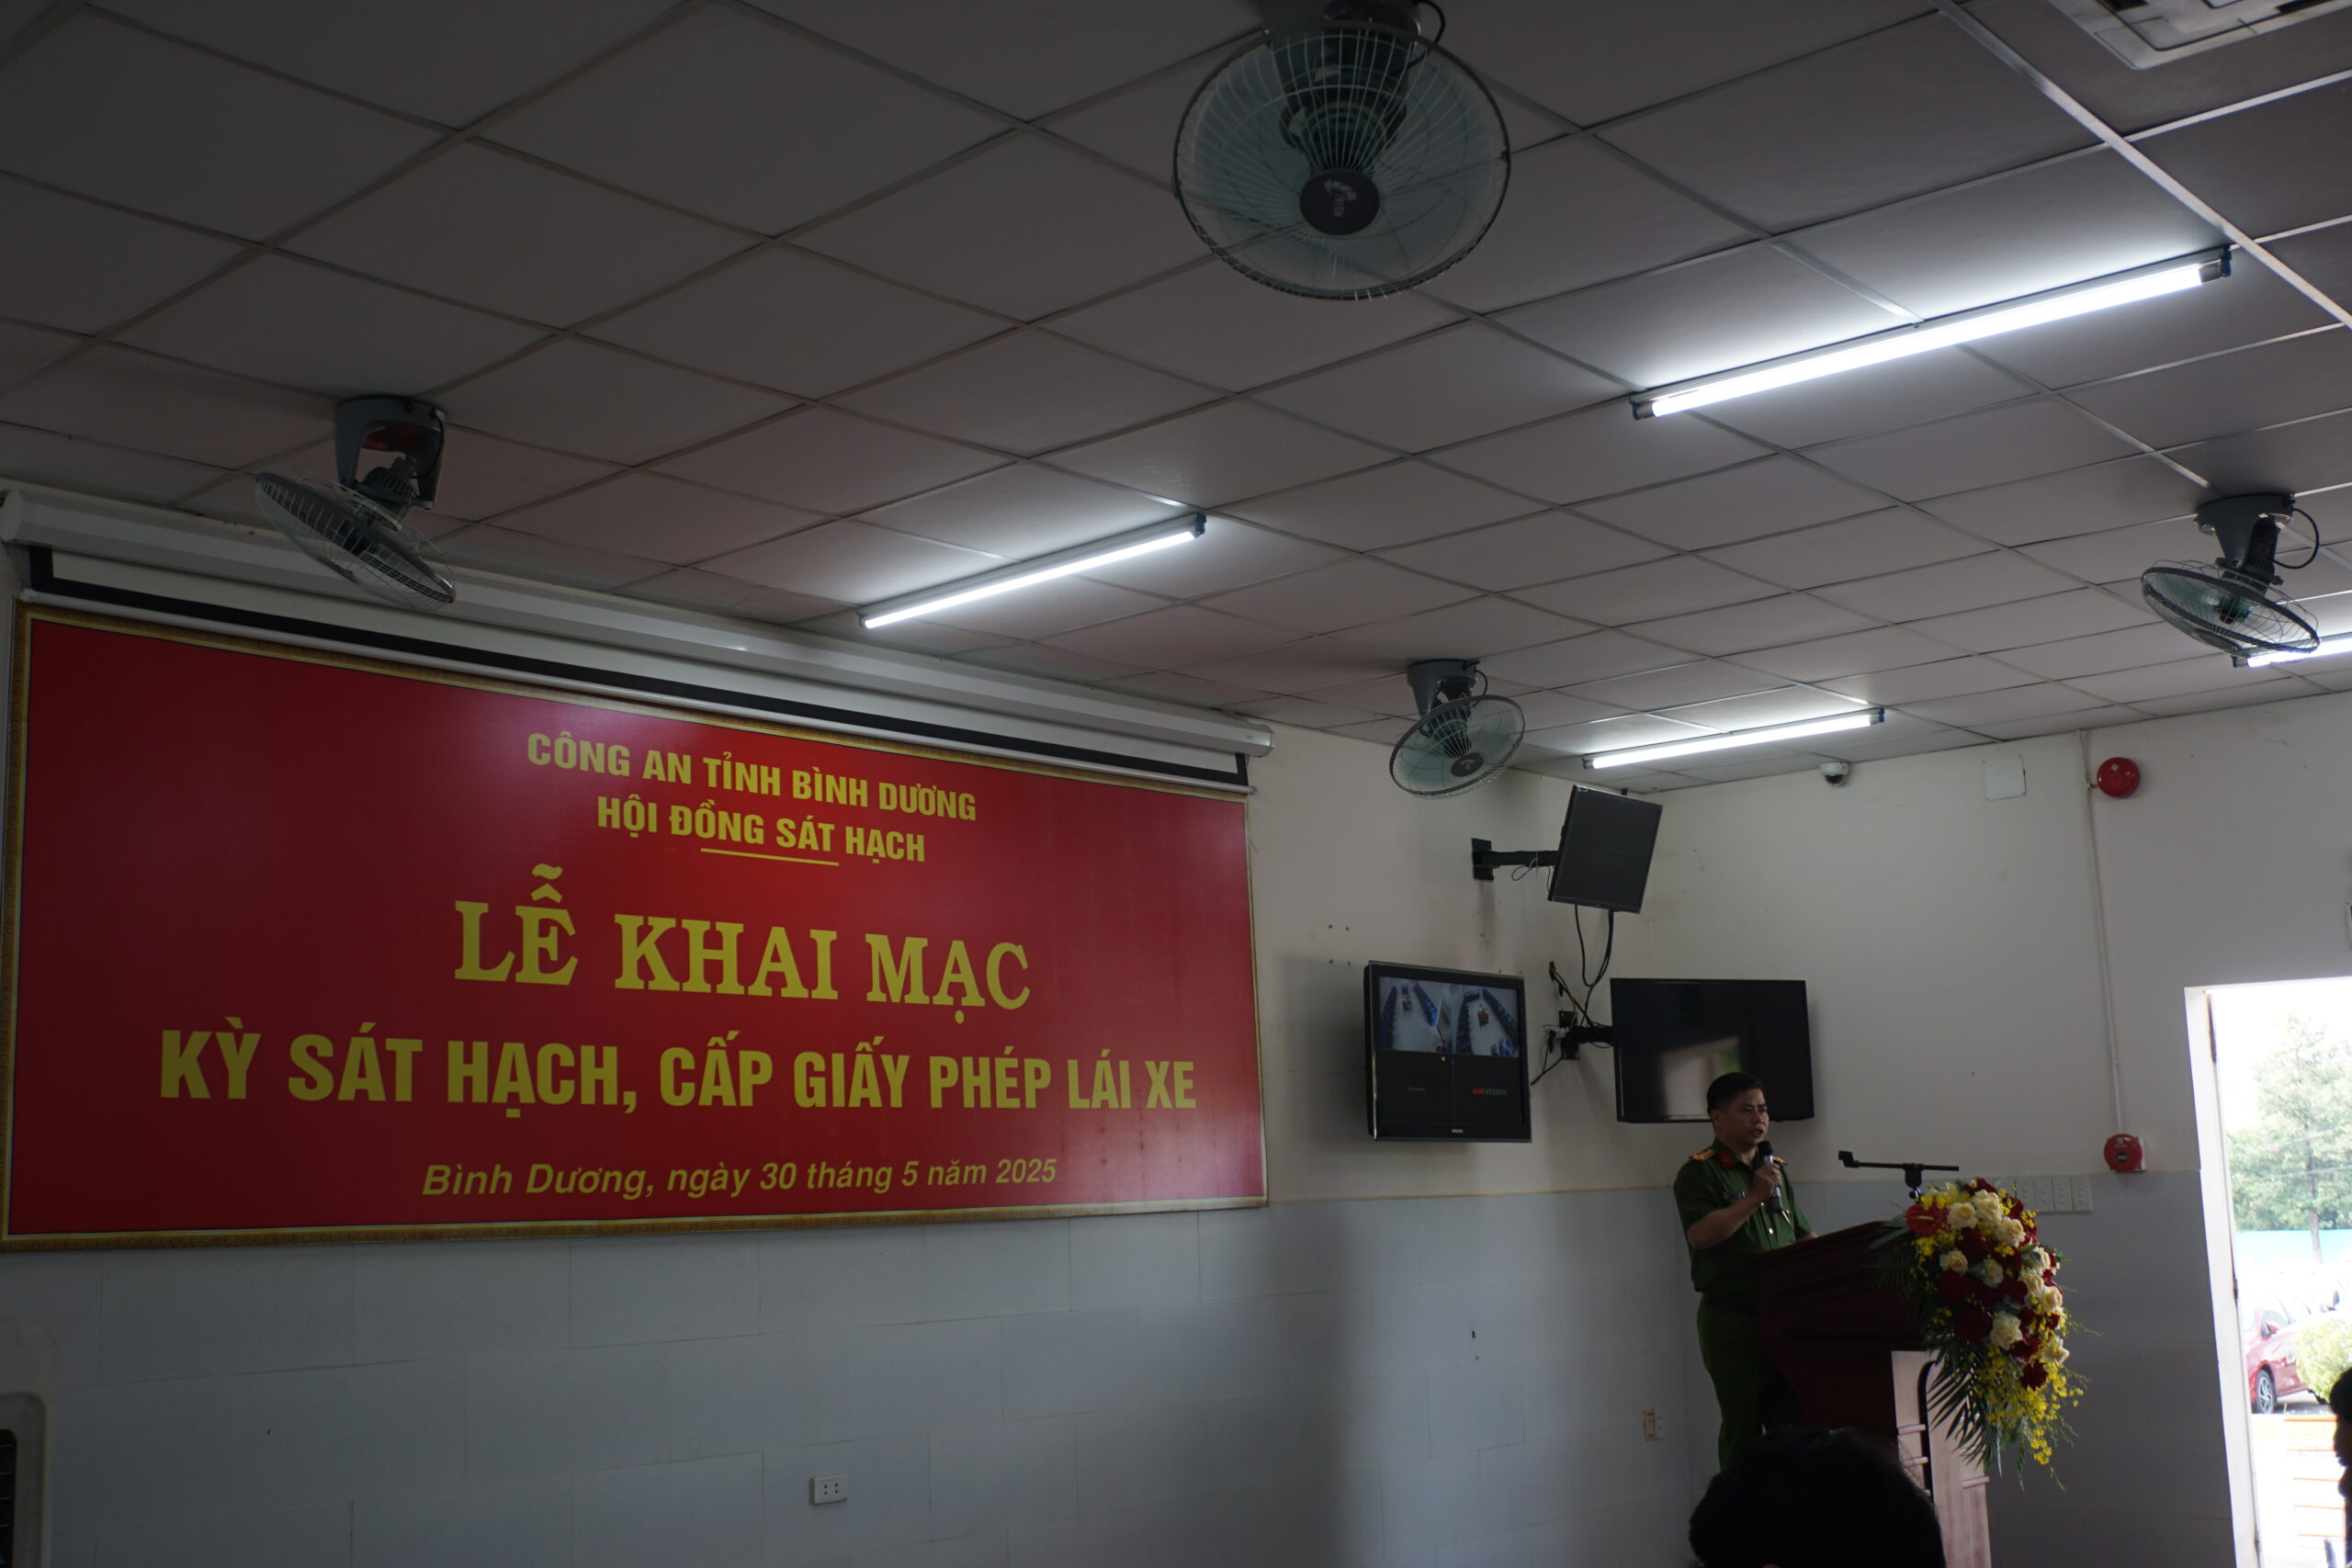 CÔNG AN TỈNH BÌNH DƯƠNG
HỘI ĐỒNG SÁT HẠCH
LỄ KHAI MẠC
KỲ SÁT HẠCH, CẤP GIẤY PHÉP LÁI XE
Bình Dương, ngày 30 tháng 5 năm 2025
HIKVISION